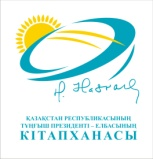 ҚАЗАҚСТАН РЕСПУБЛИКАСЫНЫҢ
ТҰҢҒЫШ ПРЕЗИДЕНТІ – ЕЛБАСЫНЫҢ
КІТАПХАНАСЫ